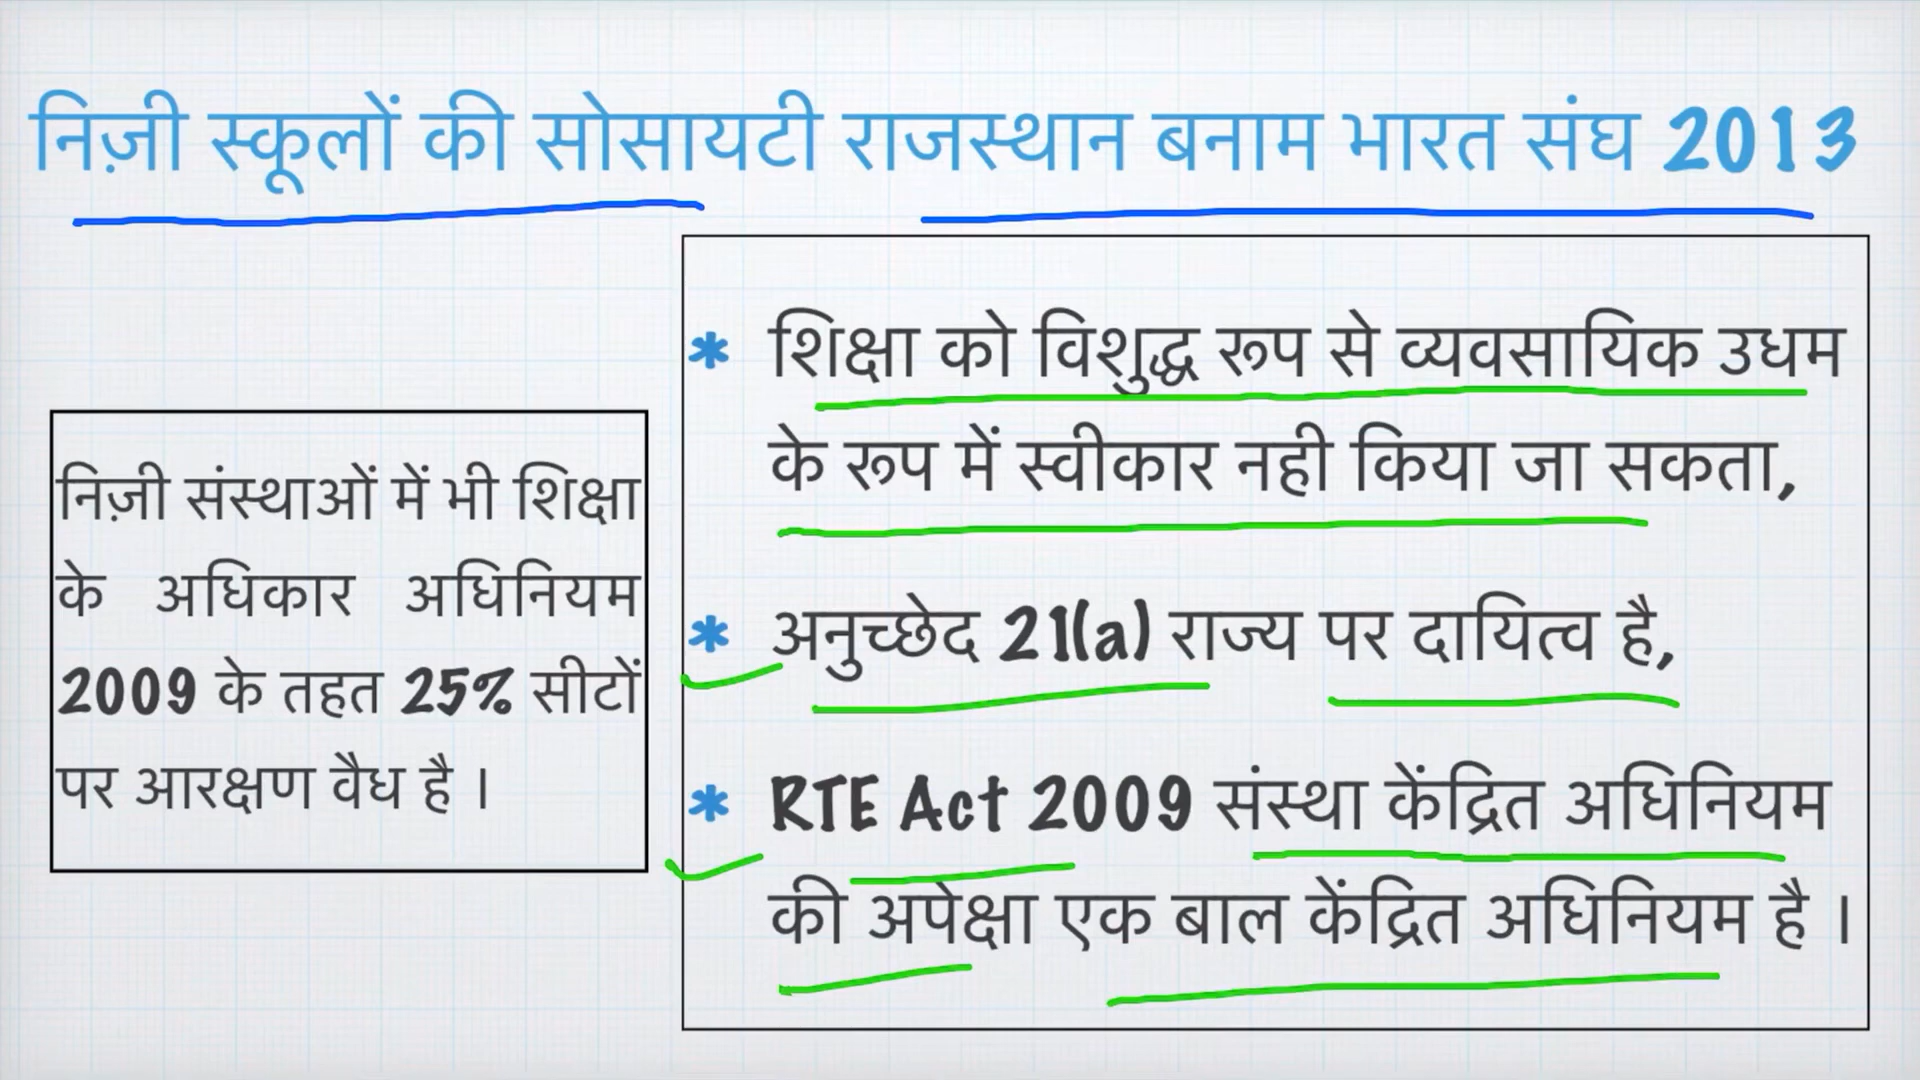 निज़ी स्कूलों की सोसायटी राजस्थान बनाम भारत संघ 2013
निज़ी संस्थाओं में भी शिक्षा
के अधिकार अधिनियम
2009 के तहत 25% सीटों
पर आरक्षण वैध है ।
* शिक्षा को विशुद्ध रूप से व्यवसायिक उधम
के रूप में स्वीकार नही किया जा सकता,
* अनुच्छेद 21(a) राज्य पर दायित्व है,
* RTE Act 2009 संस्था केंद्रित अधिनियम
की अपेक्षा एक बाल केंद्रित अधिनियम है ।